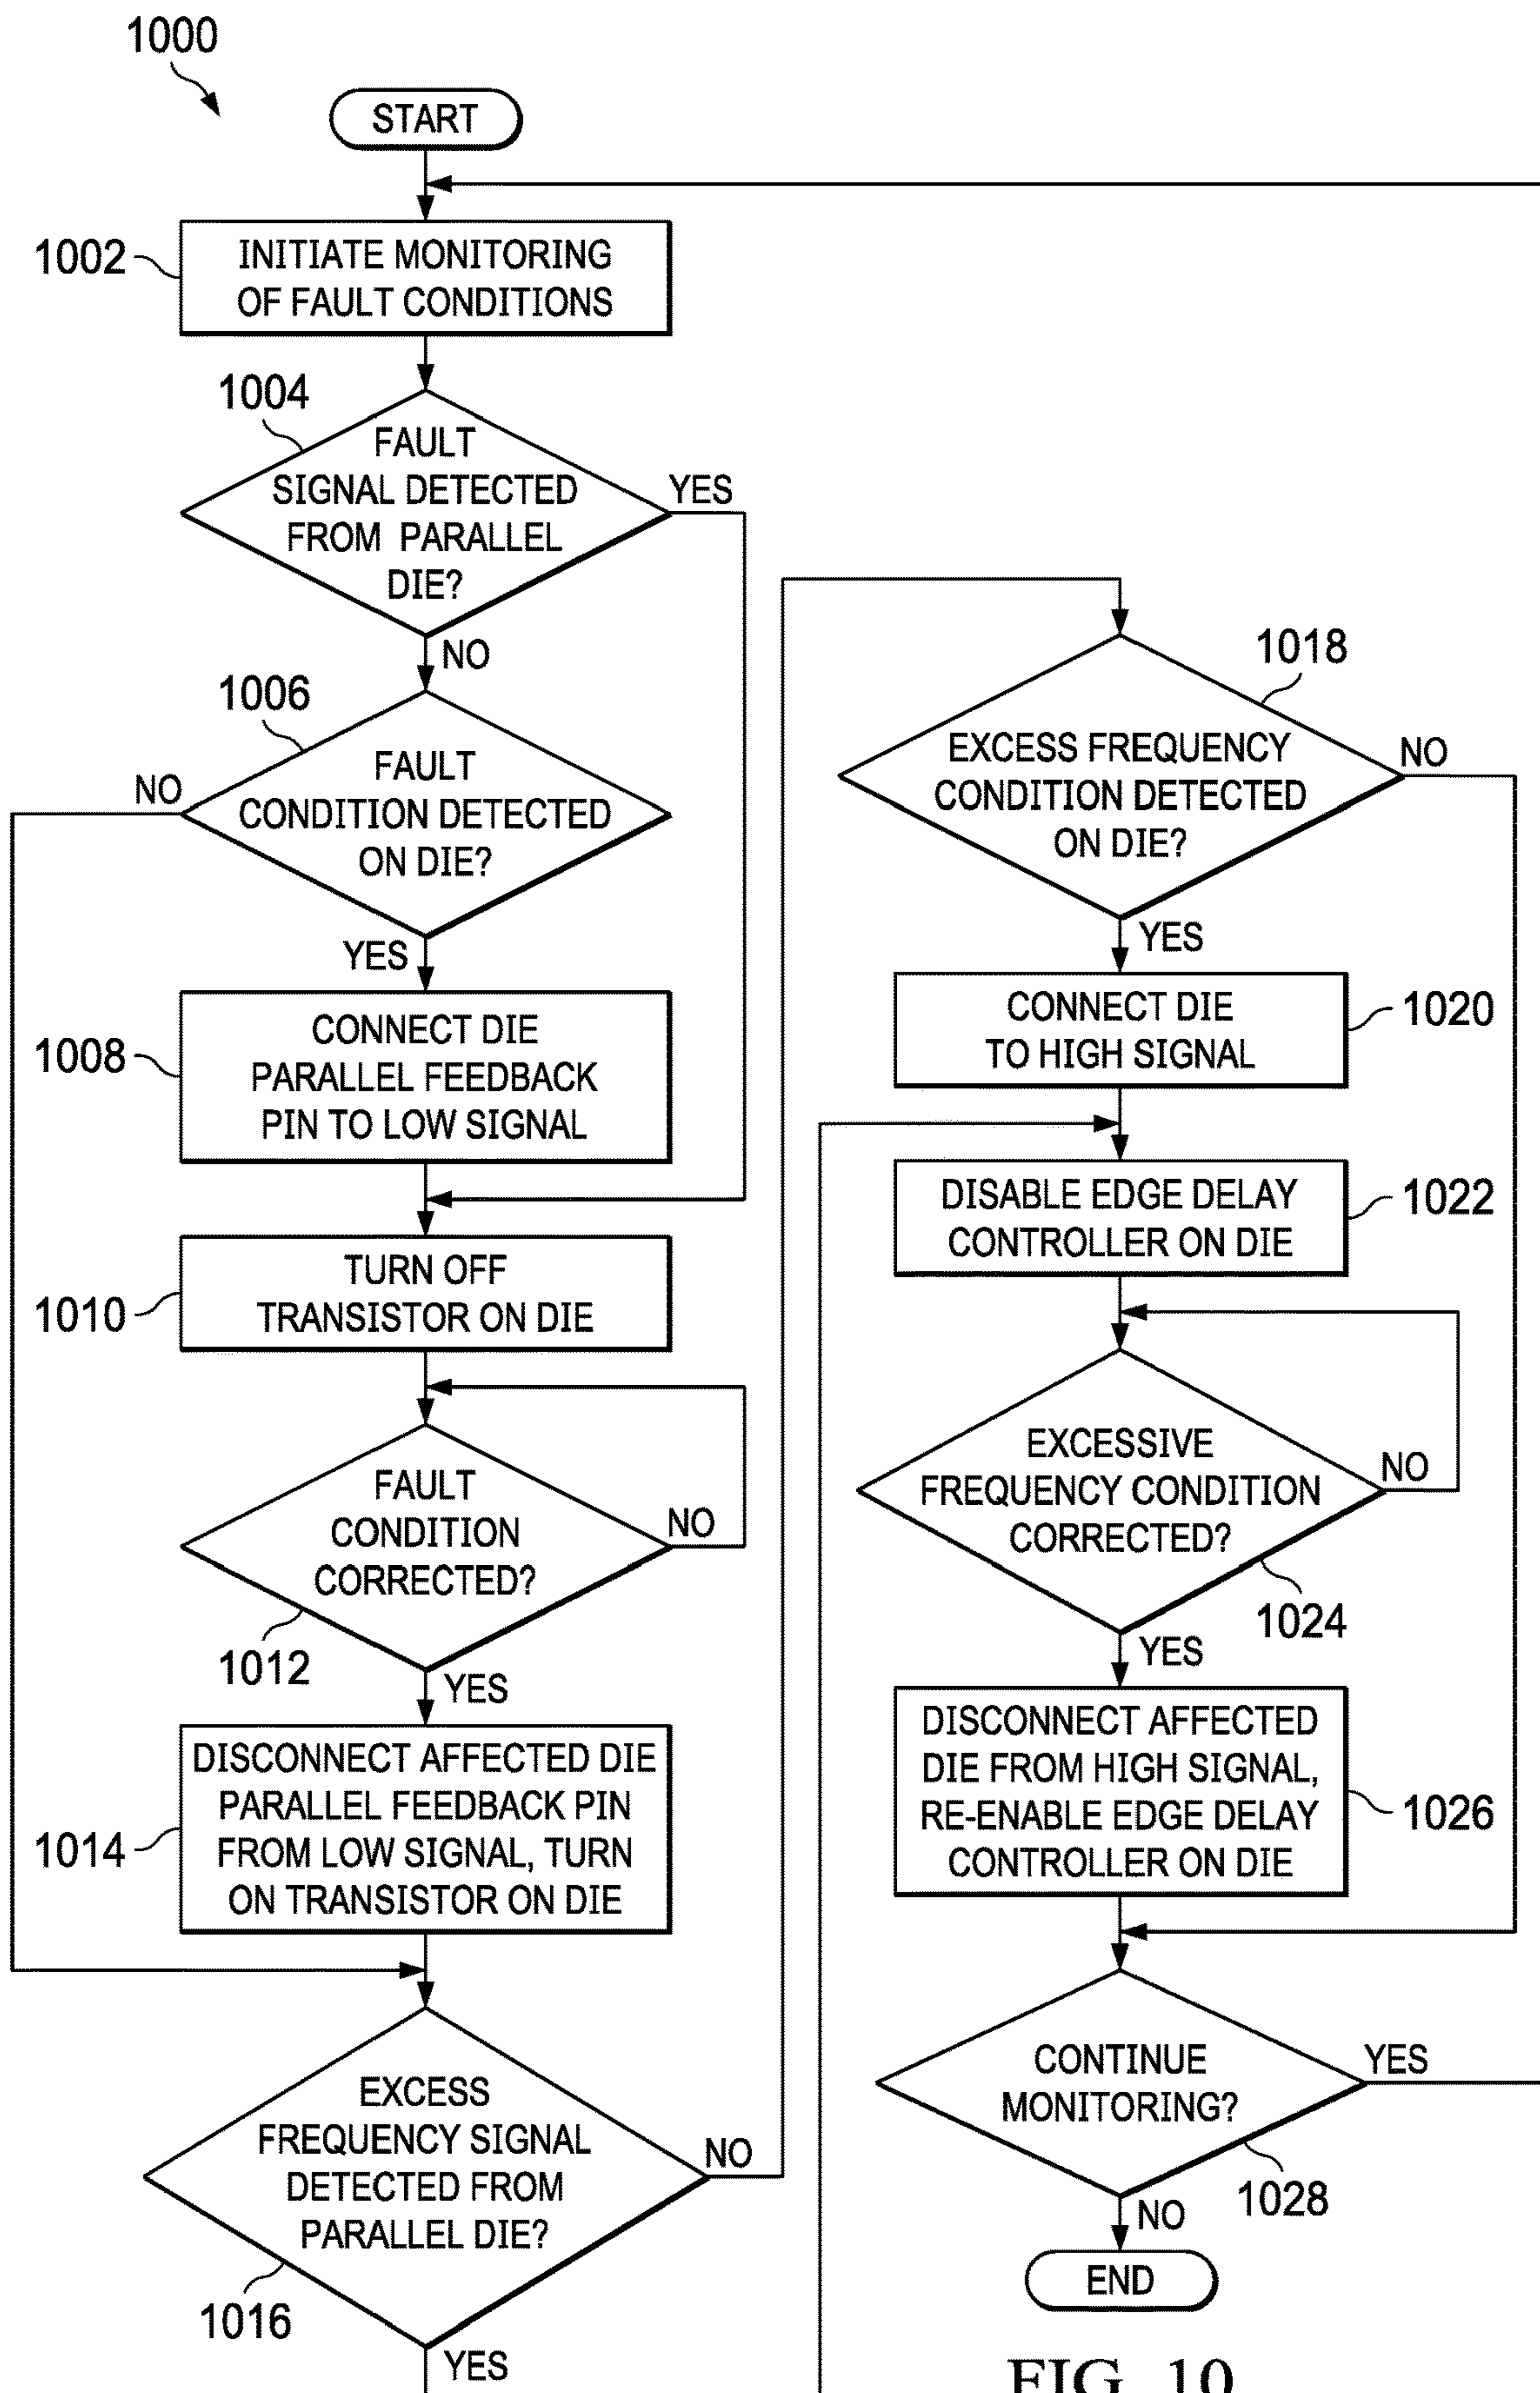 1000
START
1002
INITIATE MONITORING
OF FAULT CONDITIONS
1004
FAULT
SIGNAL DETECTED
FROM PARALLEL
DIE?
YES
NO
1006
FAULT
CONDITION DETECTED
ON DIE?
NO
YES
1008
CONNECT DIE
PARALLEL FEEDBACK
PIN TO LOW SIGNAL
1010
TURN OFF
TRANSISTOR ON DIE
FAULT
CONDITION
CORRECTED?
NO
1012
YES
1014
DISCONNECT AFFECTED DIE
PARALLEL FEEDBACK PIN
FROM LOW SIGNAL, TURN
ON TRANSISTOR ON DIE
EXCESS
FREQUENCY SIGNAL
DETECTED FROM
PARALLEL DIE?
NO
1016
YES
1018
EXCESS FREQUENCY
CONDITION DETECTED
ON DIE?
NO
YES
CONNECT DIE
TO HIGH SIGNAL
1020
DISABLE EDGE DELAY
CONTROLLER ON DIE
1022
EXCESSIVE
FREQUENCY CONDITION
CORRECTED?
NO
1024
YES
DISCONNECT AFFECTED
DIE FROM HIGH SIGNAL,
RE-ENABLE EDGE DELAY
CONTROLLER ON DIE
1026
CONTINUE
MONITORING?
YES
1028
NO
END
FIG. 10